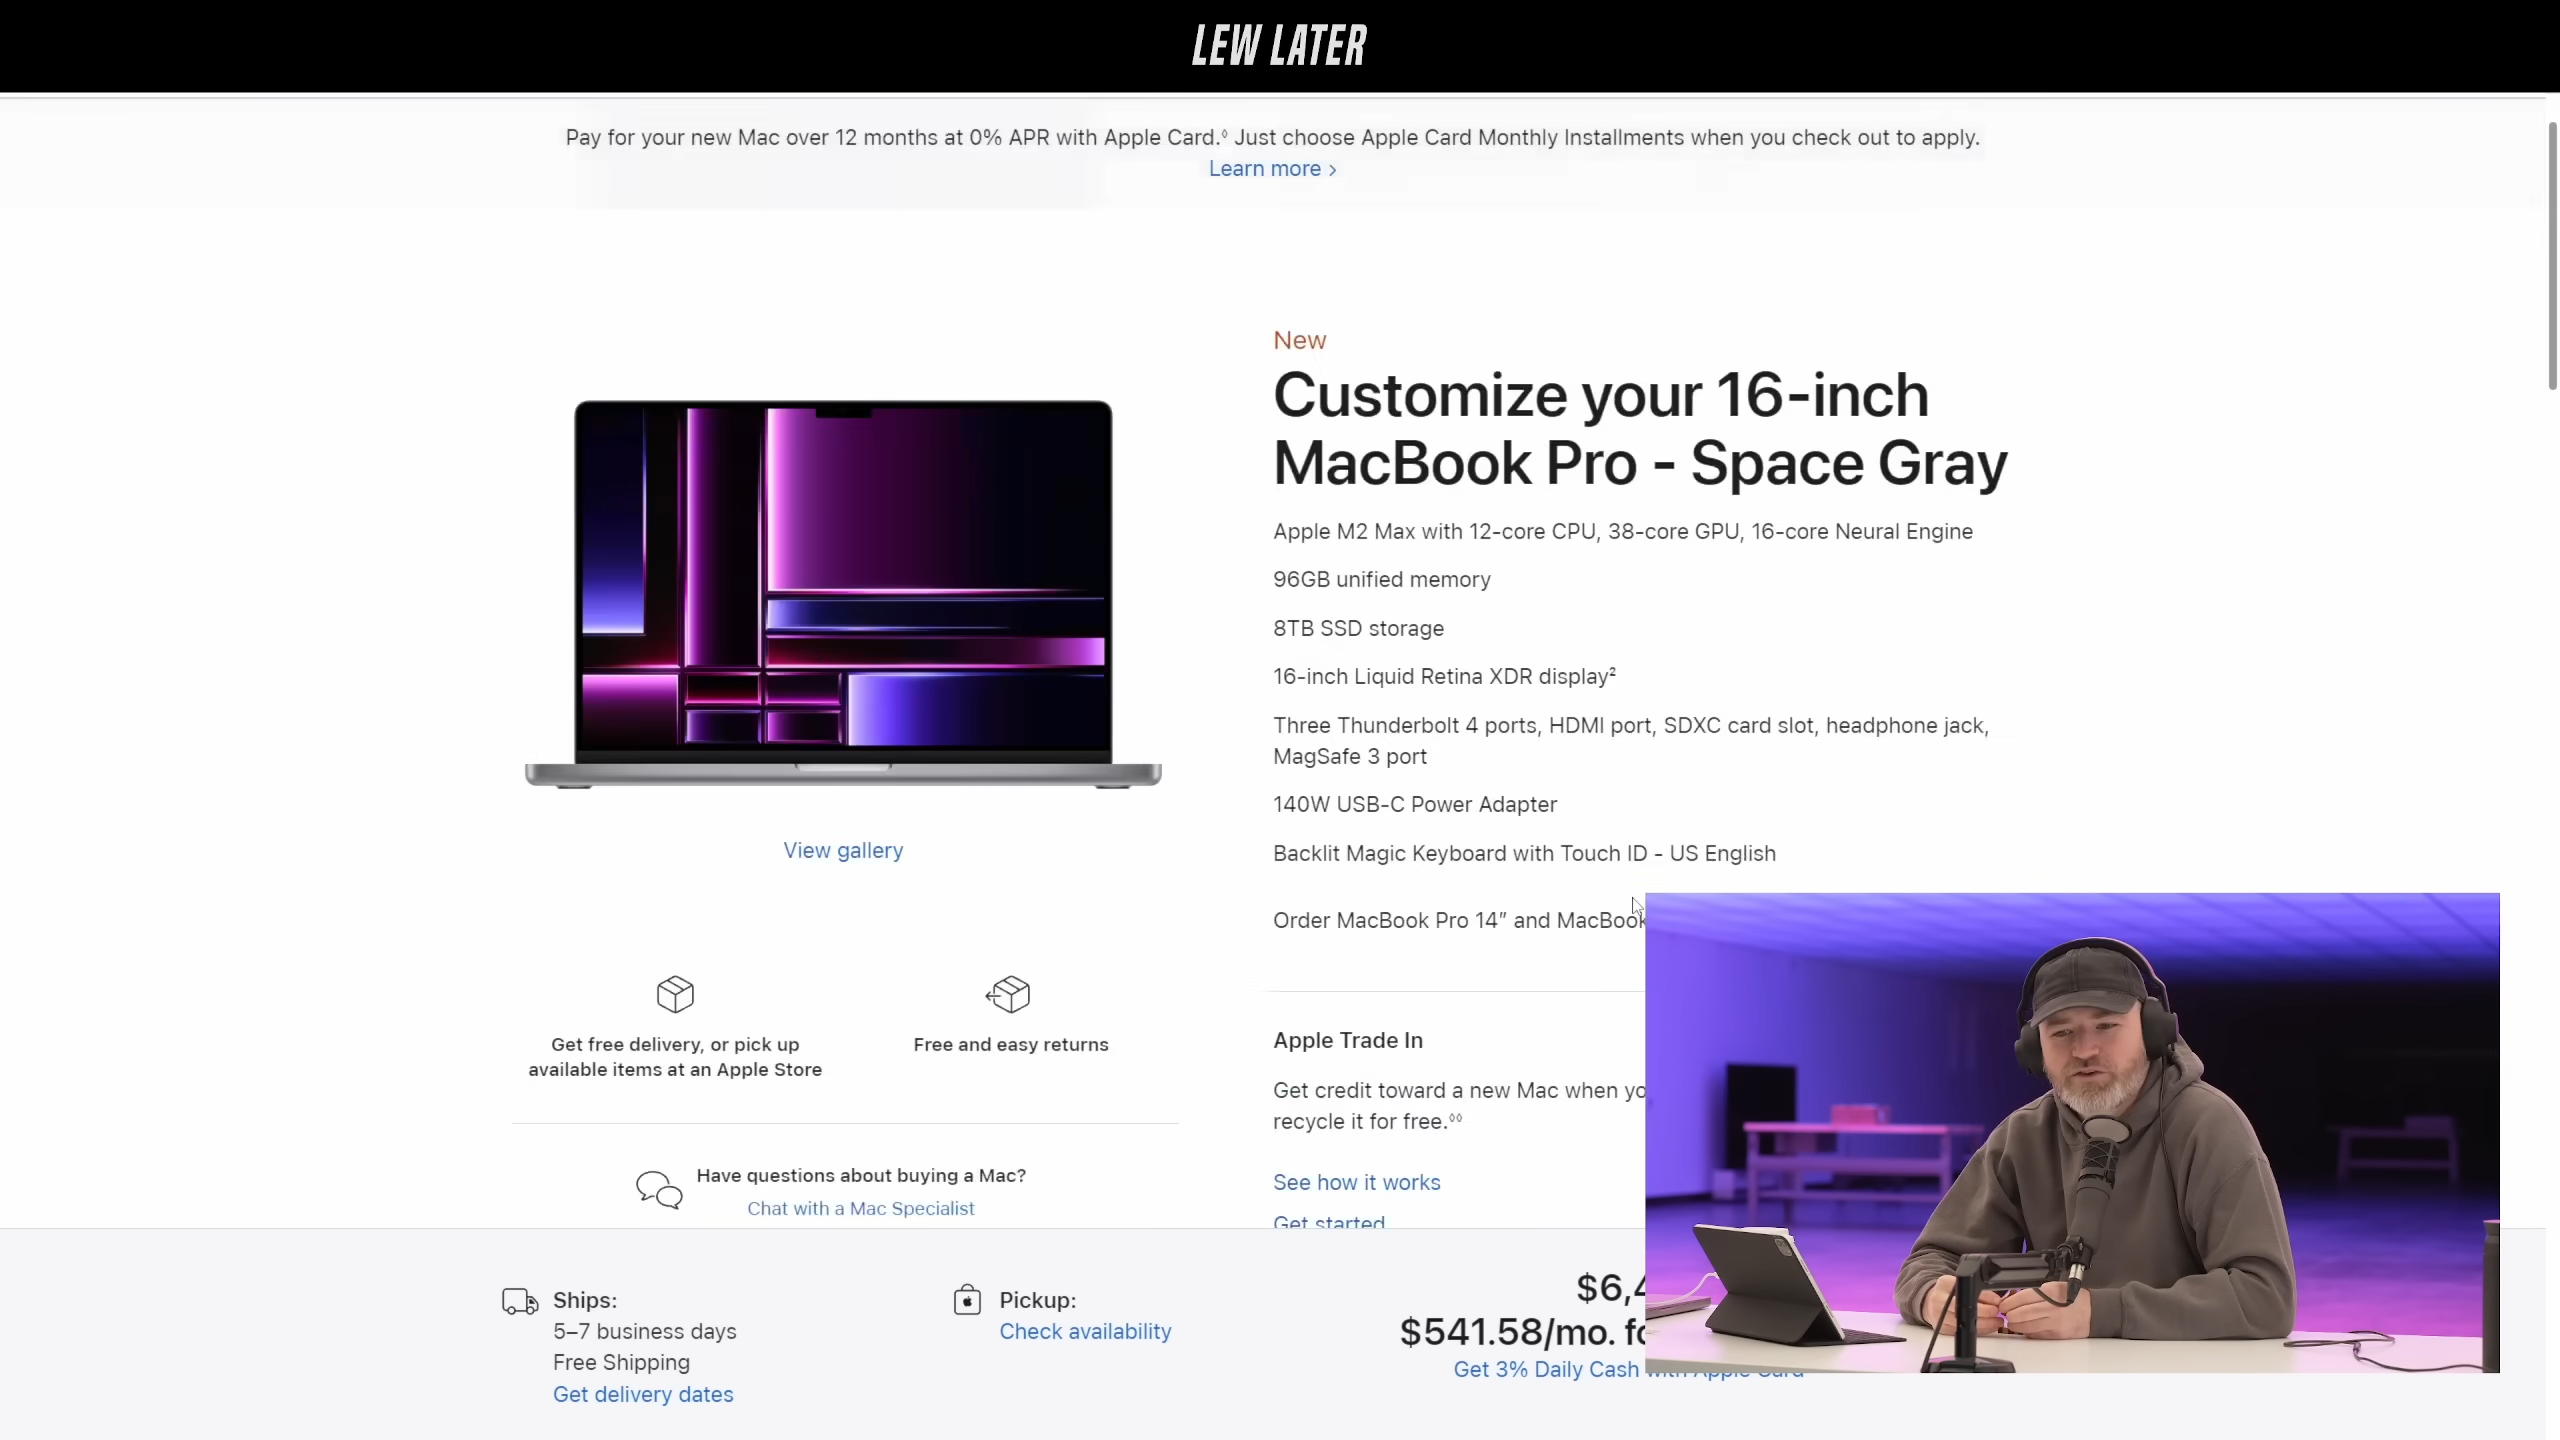 LEW LATER
Pay for your new Mac over 12 months at 0% APR with Apple Card.◊ Just choose Apple Card Monthly Installments when you check out to apply.
Learn more >
New
Customize your 16-inch
MacBook Pro - Space Gray
Apple M2 Max with 12-core CPU, 38-core GPU, 16-core Neural Engine
96GB unified memory
8TB SSD storage
16-inch Liquid Retina XDR display²
Three Thunderbolt 4 ports, HDMI port, SDXC card slot, headphone jack,
MagSafe 3 port
140W USB-C Power Adapter
Backlit Magic Keyboard with Touch ID - US English
Order MacBook Pro 14″ and MacBook
View gallery
Get free delivery, or pick up
available items at an Apple Store
Free and easy returns
Have questions about buying a Mac?
Chat with a Mac Specialist
Apple Trade In
Get credit toward a new Mac when yo
recycle it for free.◊◊
See how it works
Get started
Ships:
5–7 business days
Free Shipping
Get delivery dates
Pickup:
Check availability
$6,4
$541.58/mo. fo
Get 3% Daily Cash with Apple Card